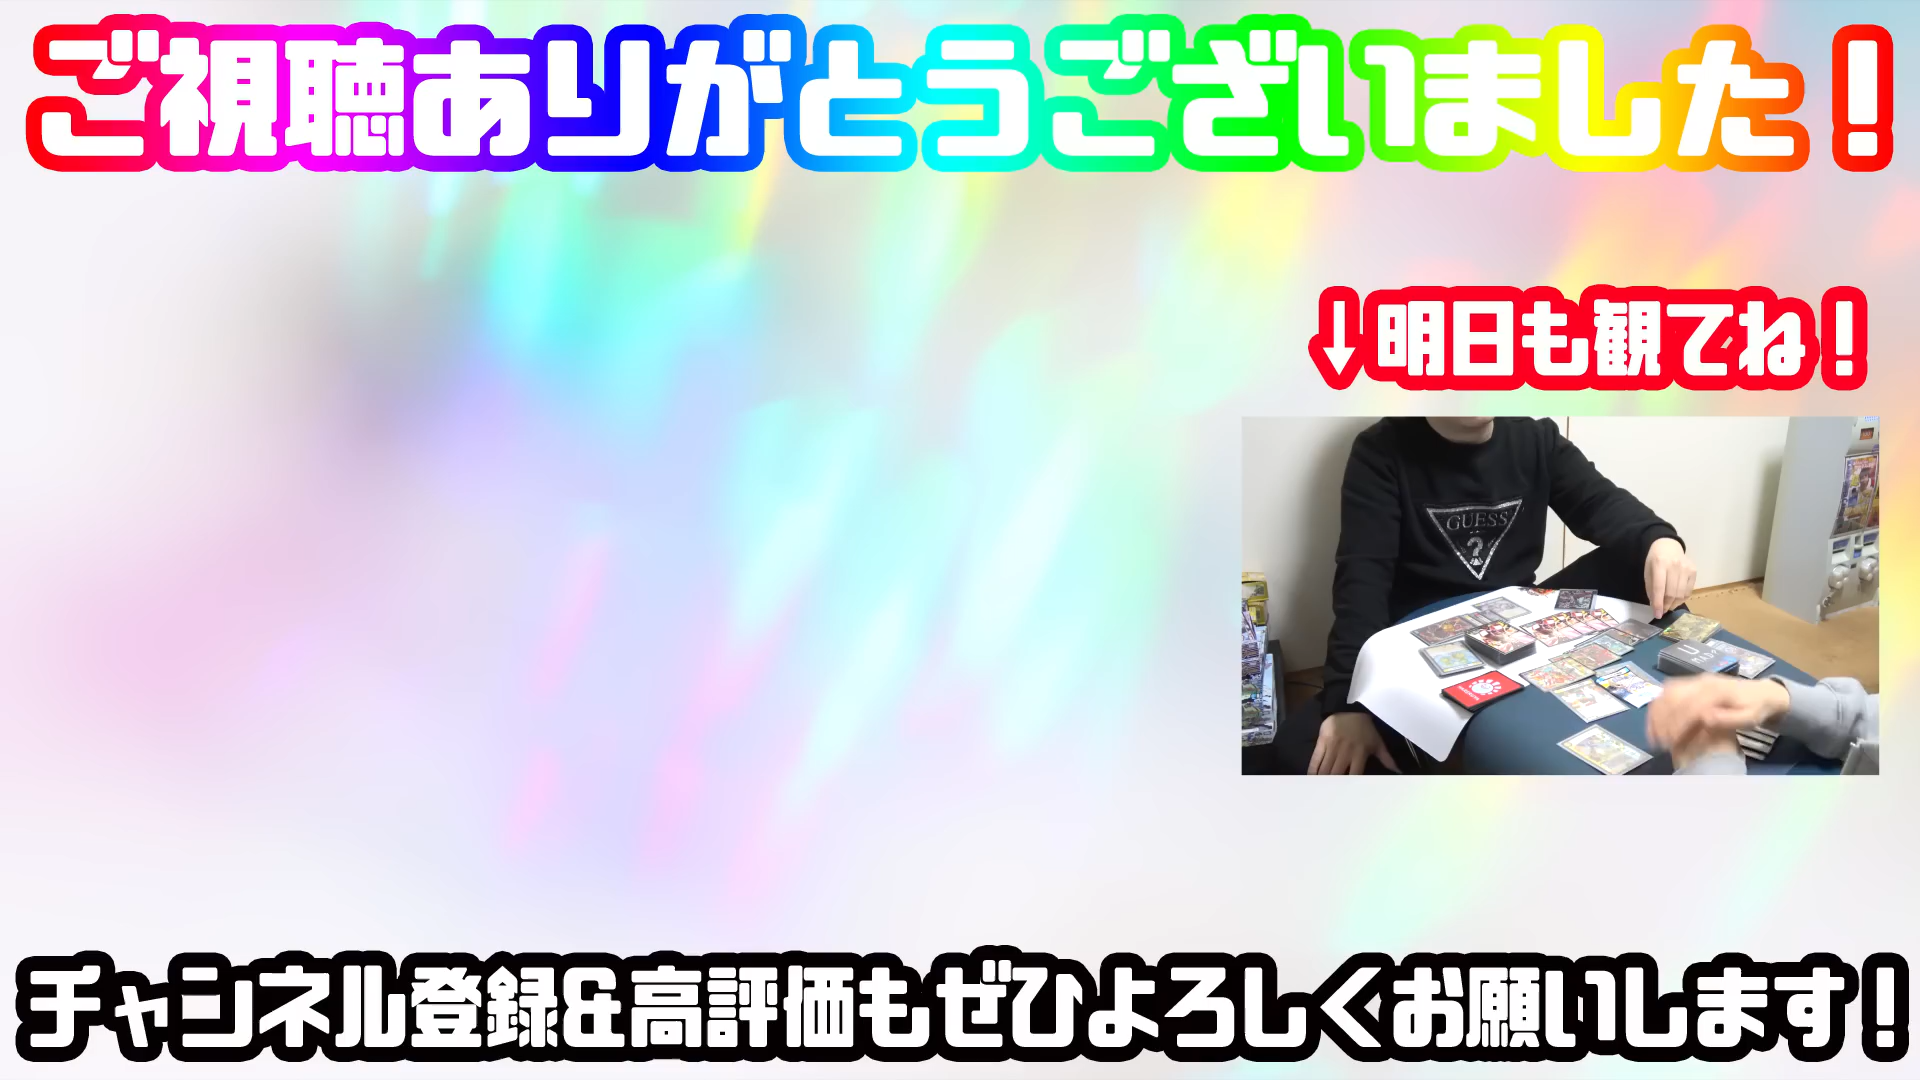 ご視聴ありがとうございました！
↓明日も観てね！
GUESS
?
チャンネル登録&高評価もぜひよろしくお願いします！